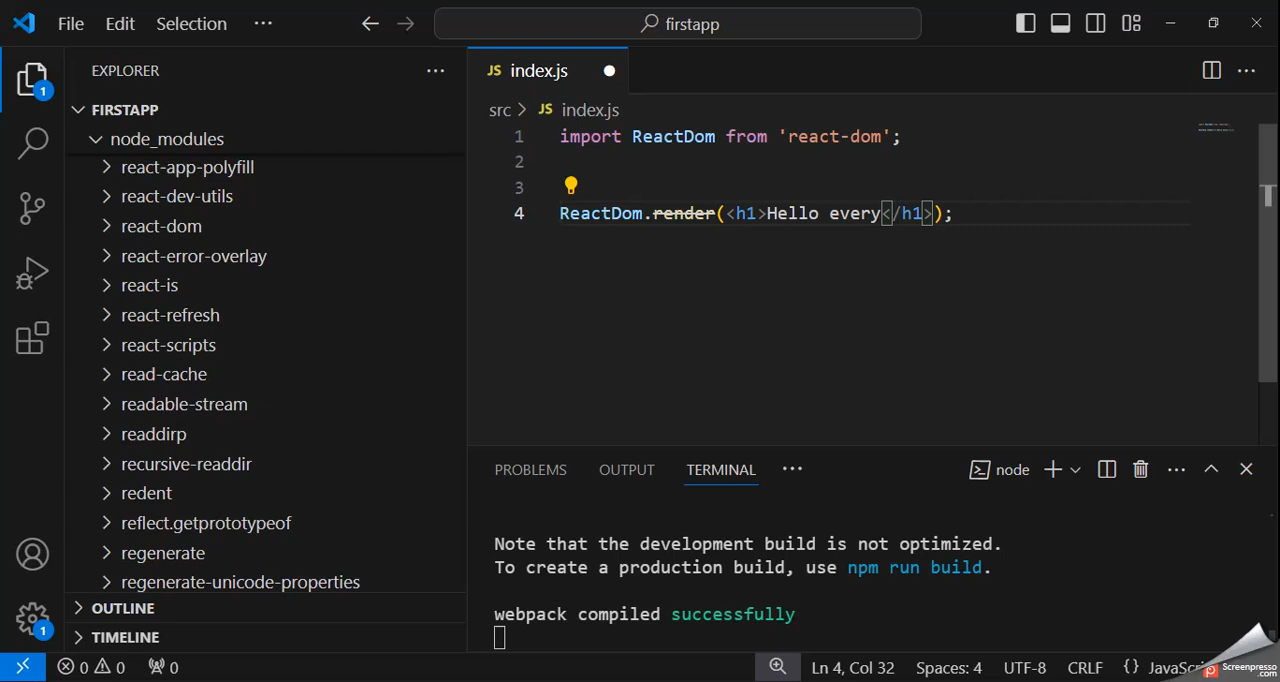 File Edit Selection ··· firstapp
EXPLORER ···
FIRSTAPP
node_modules
react-app-polyfill
react-dev-utils
react-dom
react-error-overlay
react-is
react-refresh
react-scripts
read-cache
readable-stream
readdirp
recursive-readdir
redent
reflect.getprototypeof
regenerate
regenerate-unicode-properties
OUTLINE
TIMELINE
1
1
JS index.js
src > JS index.js
1 import ReactDom from 'react-dom';
2
3
4 ReactDom.render(<h1>Hello every</h1>);
PROBLEMS OUTPUT TERMINAL ··· node
Note that the development build is not optimized.
To create a production build, use npm run build.
webpack compiled successfully
0 0 0 Ln 4, Col 32 Spaces: 4 UTF-8 CRLF {} JavaScri
Screenpresso
.com